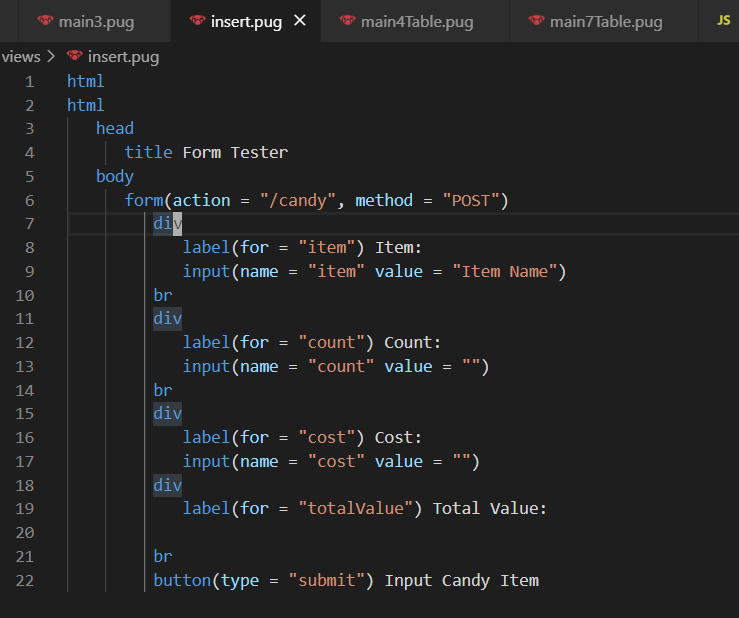 main3.pug insert.pug × main4Table.pug main7Table.pug JS
views > insert.pug
1 html
2 html
3 head
4 title Form Tester
5 body
6 form(action = "/candy", method = "POST")
7 div
8 label(for = "item") Item:
9 input(name = "item" value = "Item Name")
10 br
11 div
12 label(for = "count") Count:
13 input(name = "count" value = "")
14 br
15 div
16 label(for = "cost") Cost:
17 input(name = "cost" value = "")
18 div
19 label(for = "totalValue") Total Value:
20
21 br
22 button(type = "submit") Input Candy Item